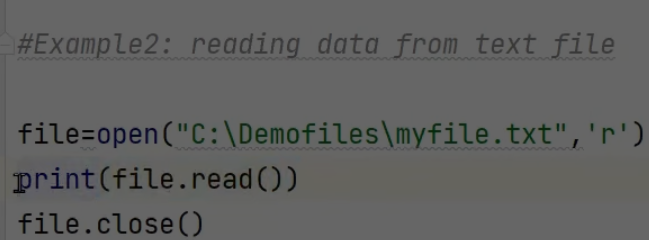 #Example2: reading data from text file
file=open("C:\Demofiles\myfile.txt",'r')
print(file.read())
file.close()